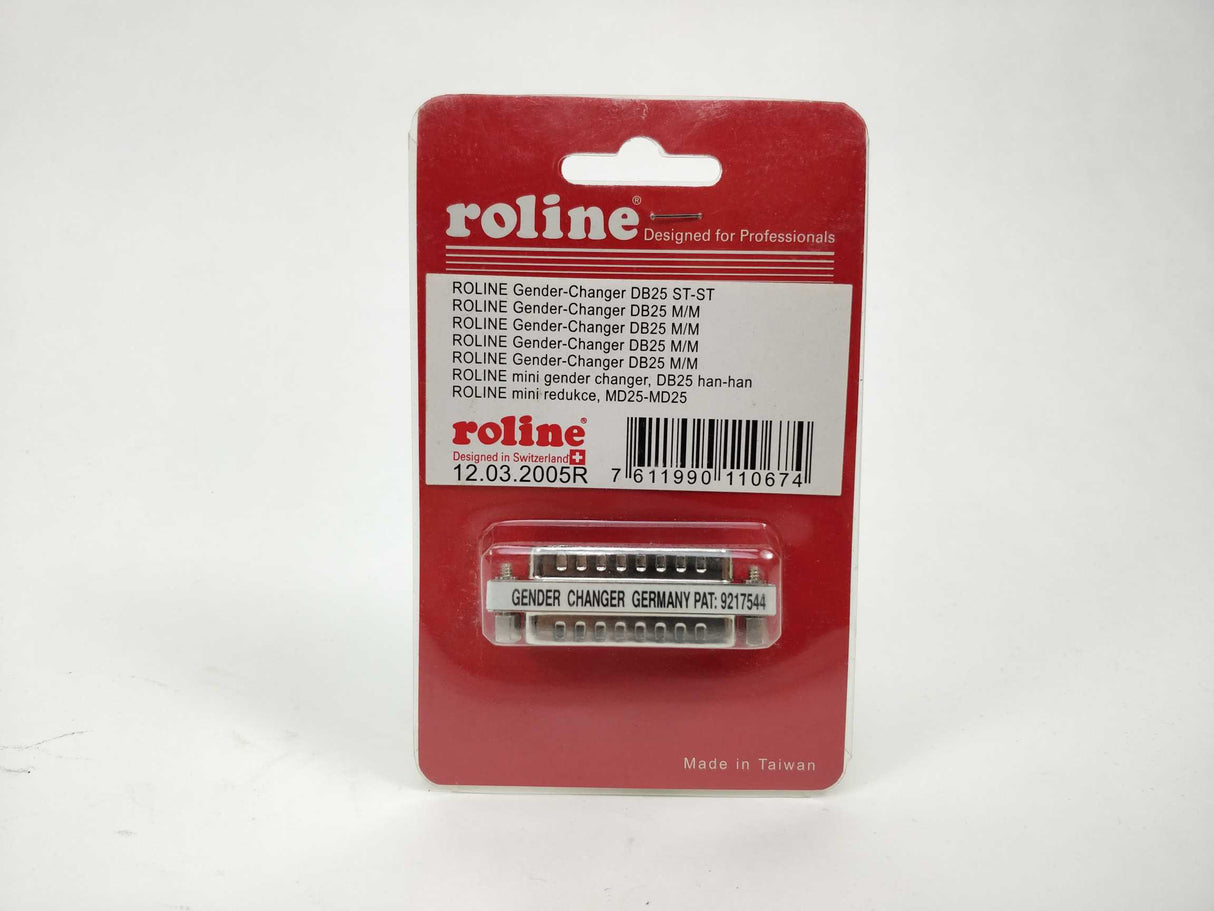 roline®
Designed for Professionals
ROLINE Gender-Changer DB25 ST-ST
ROLINE Gender-Changer DB25 M/M
ROLINE Gender-Changer DB25 M/M
ROLINE Gender-Changer DB25 M/M
ROLINE Gender-Changer DB25 M/M
ROLINE mini gender changer, DB25 han-han
ROLINE mini redukce, MD25-MD25
roline®
Designed in Switzerland
12.03.2005R
7 611990 110674
GENDER CHANGER GERMANY PAT: 9217544
Made in Taiwan